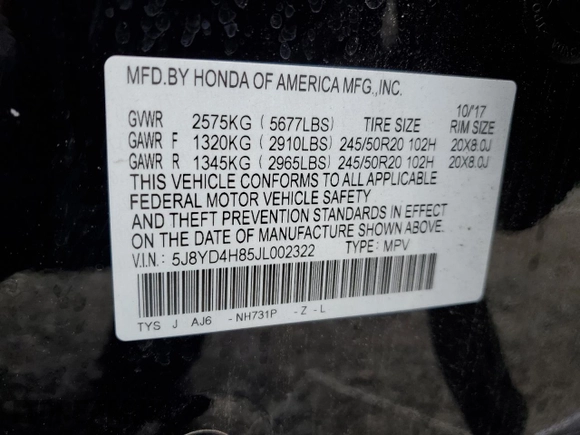 MFD.BY HONDA OF AMERICA MFG.,INC.
10/'17
GVWR 2575KG ( 5677LBS) TIRE SIZE RIM SIZE
GAWR F 1320KG ( 2910LBS) 245/50R20 102H 20X8.0J
GAWR R 1345KG ( 2965LBS) 245/50R20 102H 20X8.0J
THIS VEHICLE CONFORMS TO ALL APPLICABLE
FEDERAL MOTOR VEHICLE SAFETY
AND THEFT PREVENTION STANDARDS IN EFFECT
ON THE DATE OF MANUFACTURE SHOWN ABOVE.
V.I.N.: 5J8YD4H85JL002322 TYPE: MPV
TYS J AJ6 - NH731P - Z - L